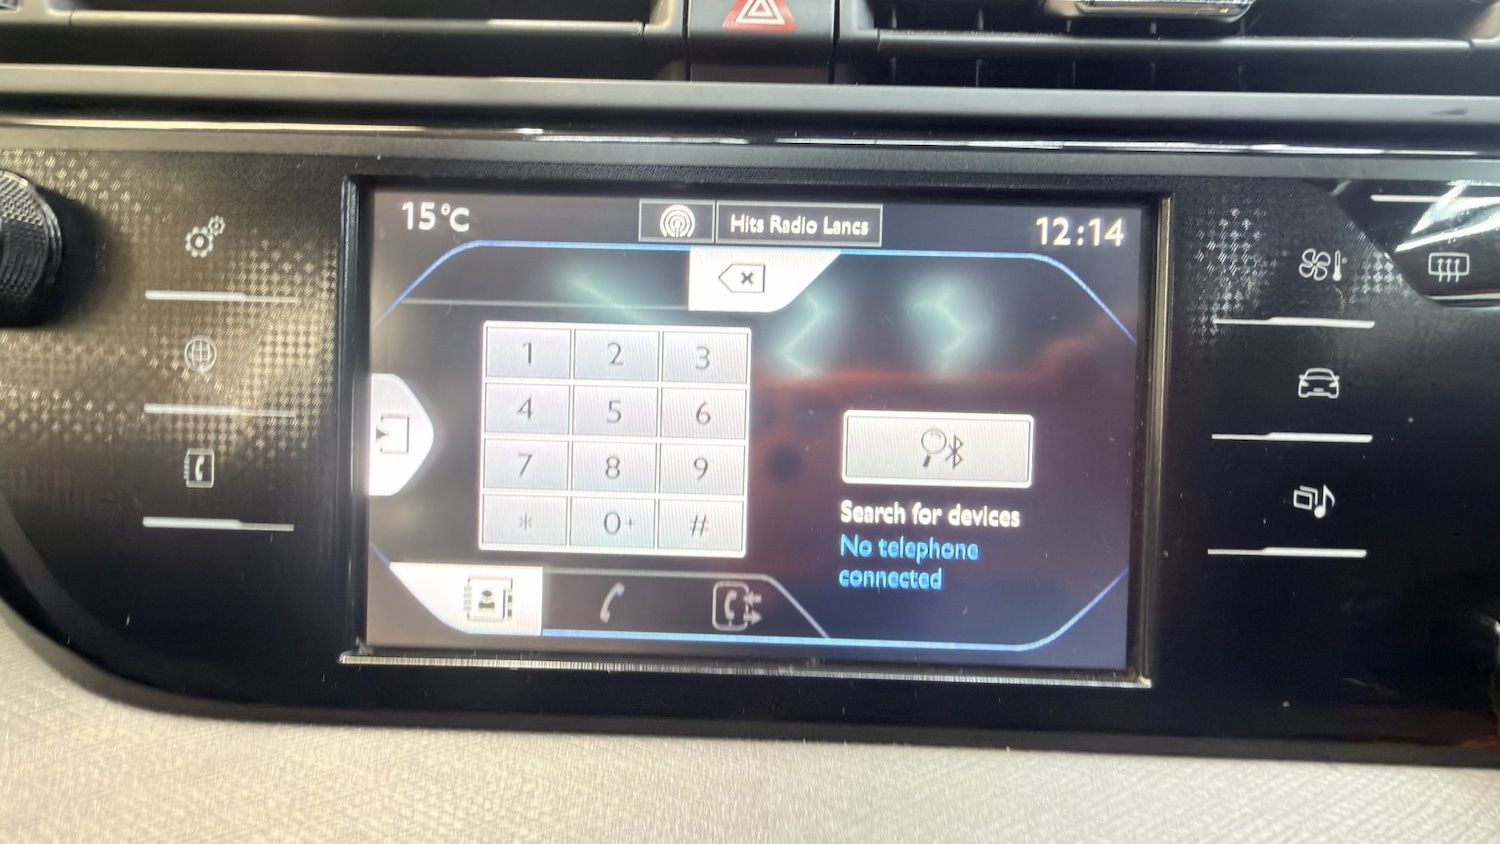 15°C
Hits Radio Lancs
12:14
1 2 3
4 5 6
7 8 9
* 0+ #
Search for devices
No telephone
connected